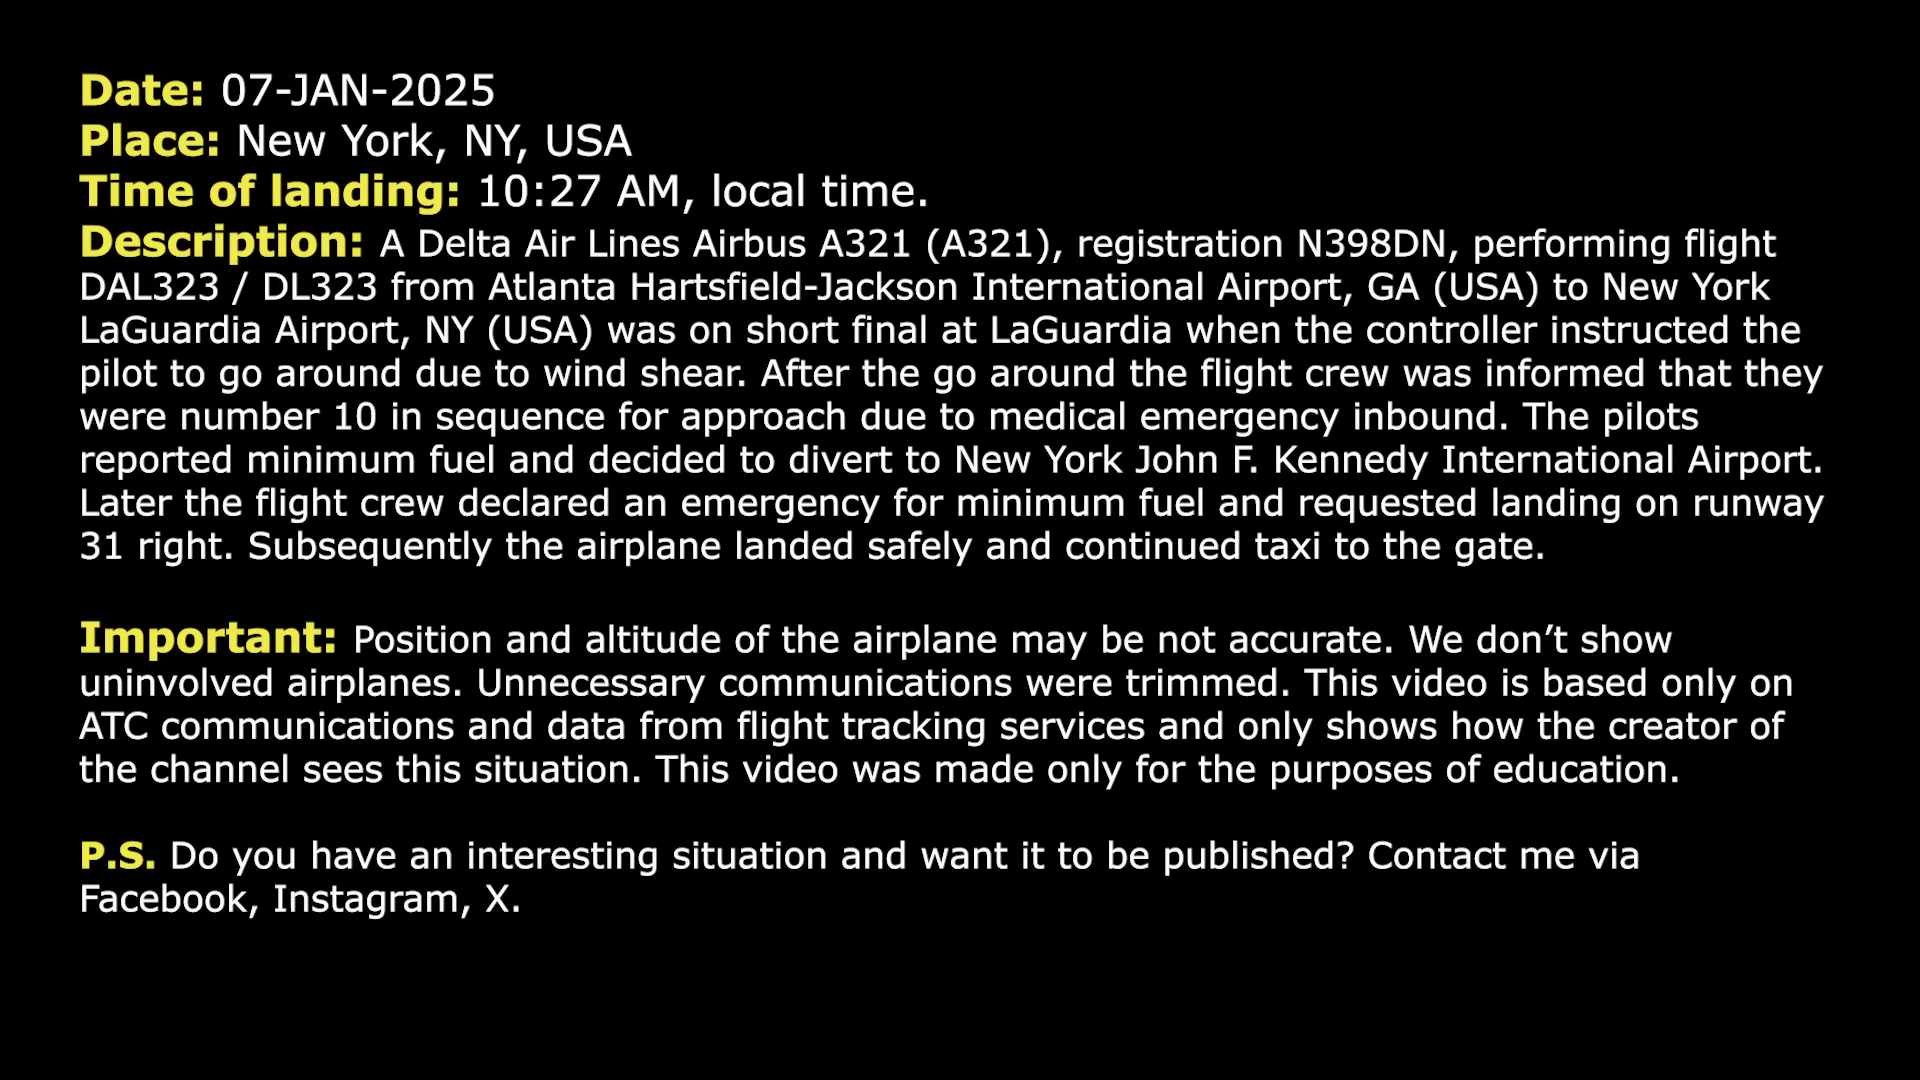 Date: 07-JAN-2025
Place: New York, NY, USA
Time of landing: 10:27 AM, local time.
Description: A Delta Air Lines Airbus A321 (A321), registration N398DN, performing flight
DAL323 / DL323 from Atlanta Hartsfield-Jackson International Airport, GA (USA) to New York
LaGuardia Airport, NY (USA) was on short final at LaGuardia when the controller instructed the
pilot to go around due to wind shear. After the go around the flight crew was informed that they
were number 10 in sequence for approach due to medical emergency inbound. The pilots
reported minimum fuel and decided to divert to New York John F. Kennedy International Airport.
Later the flight crew declared an emergency for minimum fuel and requested landing on runway
31 right. Subsequently the airplane landed safely and continued taxi to the gate.
Important: Position and altitude of the airplane may be not accurate. We don’t show
uninvolved airplanes. Unnecessary communications were trimmed. This video is based only on
ATC communications and data from flight tracking services and only shows how the creator of
the channel sees this situation. This video was made only for the purposes of education.
P.S. Do you have an interesting situation and want it to be published? Contact me via
Facebook, Instagram, X.